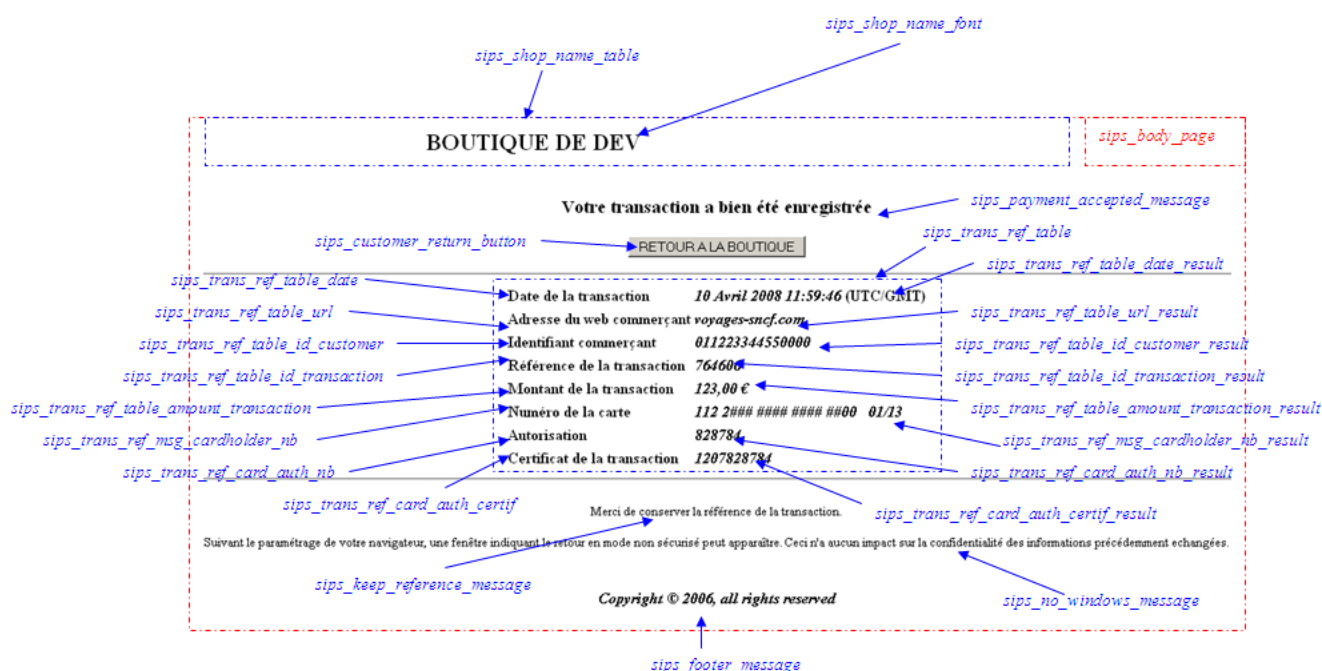 sips_shop_name_font
sips_shop_name_table
BOUTIQUE DE DEV
sips_body_page
Votre transaction a bien été enregistrée
sips_payment_accepted_message
sips_customer_return_button
RETOUR A LA BOUTIQUE
sips_trans_ref_table
sips_trans_ref_table_date
sips_trans_ref_table_date_result
Date de la transaction 10 Avril 2008 11:59:46 (UTC/GMT)
sips_trans_ref_table_url
Adresse du web commerçant voyages-sncf.com
sips_trans_ref_table_url_result
sips_trans_ref_table_id_customer
Identifiant commerçant 011223344550000
sips_trans_ref_table_id_customer_result
sips_trans_ref_table_id_transaction
Référence de la transaction 764606
sips_trans_ref_table_id_transaction_result
sips_trans_ref_table_amount_transaction
Montant de la transaction 123,00 €
sips_trans_ref_table_amount_transaction_result
sips_trans_ref_msg_cardholder_nb
Numéro de la carte 112 2### #### #### ##00 01/13
sips_trans_ref_msg_cardholder_nb_result
sips_trans_ref_card_auth_nb
Autorisation 828784
sips_trans_ref_card_auth_nb_result
Certificat de la transaction 1207828784
sips_trans_ref_card_auth_certif
sips_trans_ref_card_auth_certif_result
Merci de conserver la référence de la transaction.
Suivant le paramétrage de votre navigateur, une fenêtre indiquant le retour en mode non sécurisé peut apparaître. Ceci n'a aucun impact sur la confidentialité des informations précédemment echangées.
sips_keep_reference_message
sips_no_windows_message
Copyright © 2006, all rights reserved
sips_footer_message